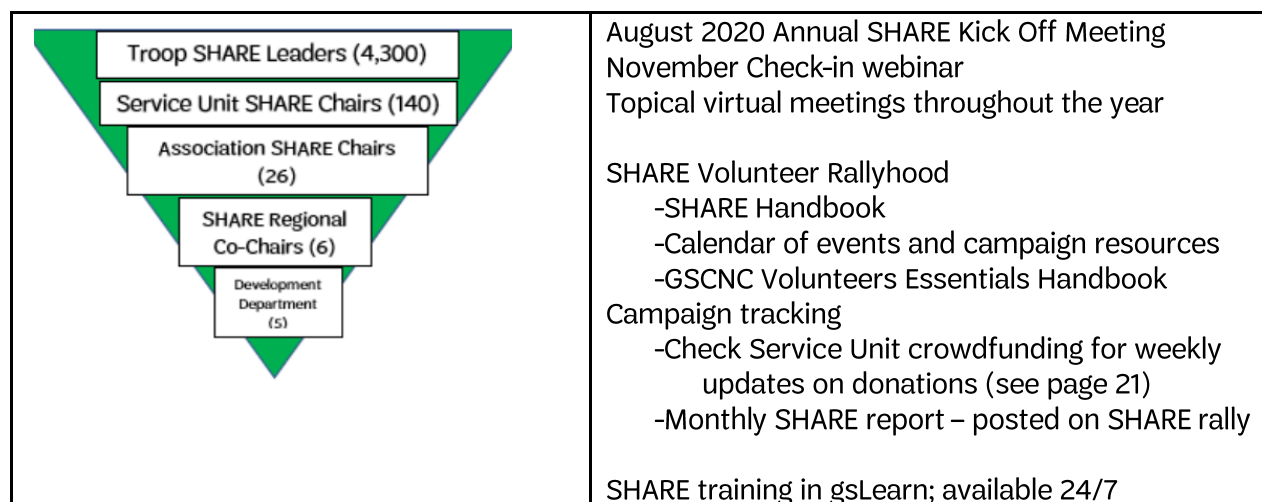 Troop SHARE Leaders (4,300)
Service Unit SHARE Chairs (140)
Association SHARE Chairs
(26)
SHARE Regional
Co-Chairs (6)
Development
Department
(5)
August 2020 Annual SHARE Kick Off Meeting
November Check-in webinar
Topical virtual meetings throughout the year
SHARE Volunteer Rallyhood
-SHARE Handbook
-Calendar of events and campaign resources
-GSCNC Volunteers Essentials Handbook
Campaign tracking
-Check Service Unit crowdfunding for weekly
updates on donations (see page 21)
-Monthly SHARE report – posted on SHARE rally
SHARE training in gsLearn; available 24/7